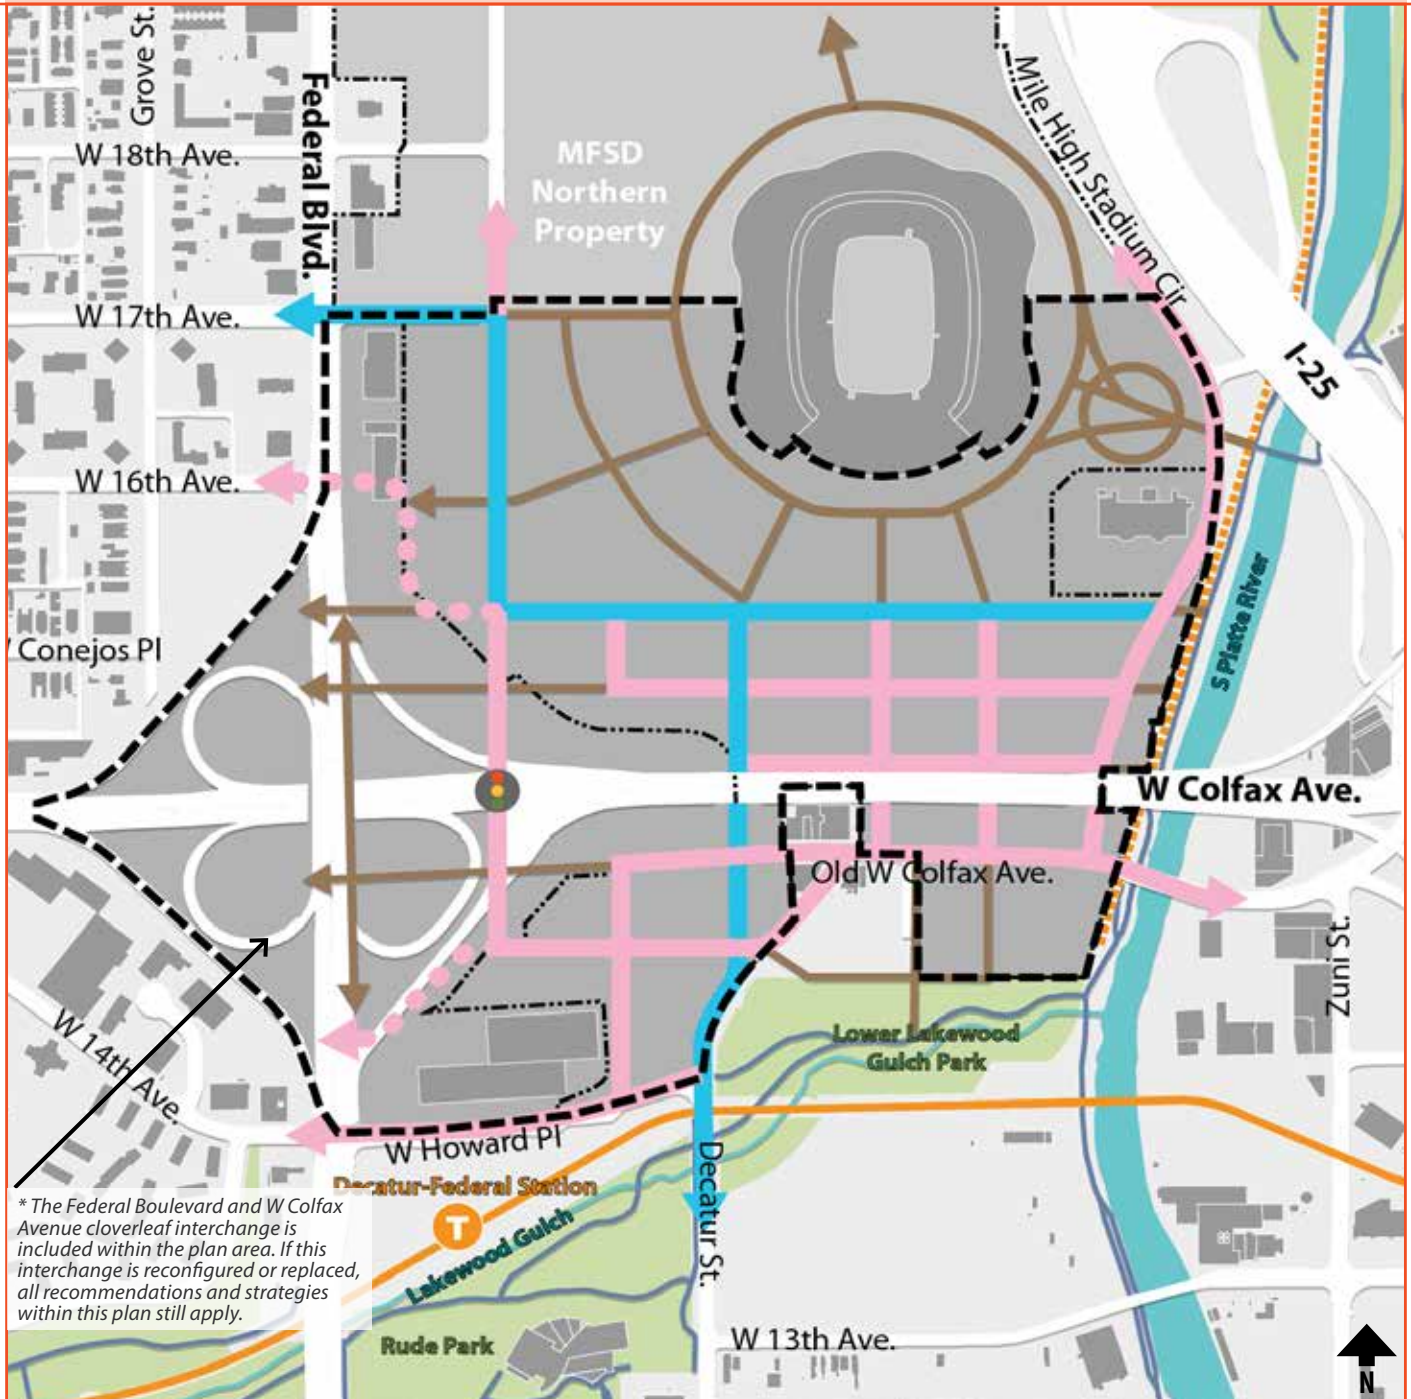 Grove St.
Federal Blvd.
W 18th Ave.
MFSD
Northern
Property
Mile High Stadium Cir
W 17th Ave.
I-25
W 16th Ave.
S Platte River
Conejos Pl
W Colfax Ave.
Old W Colfax Ave.
Zuni St.
W 14th Ave.
Lower Lakewood
Gulch Park
W Howard Pl
Decatur-Federal Station
T
Lakewood Gulch
Decatur St.
* The Federal Boulevard and W Colfax
Avenue cloverleaf interchange is
included within the plan area. If this
interchange is reconfigured or replaced,
all recommendations and strategies
within this plan still apply.
Rude Park
W 13th Ave.
N